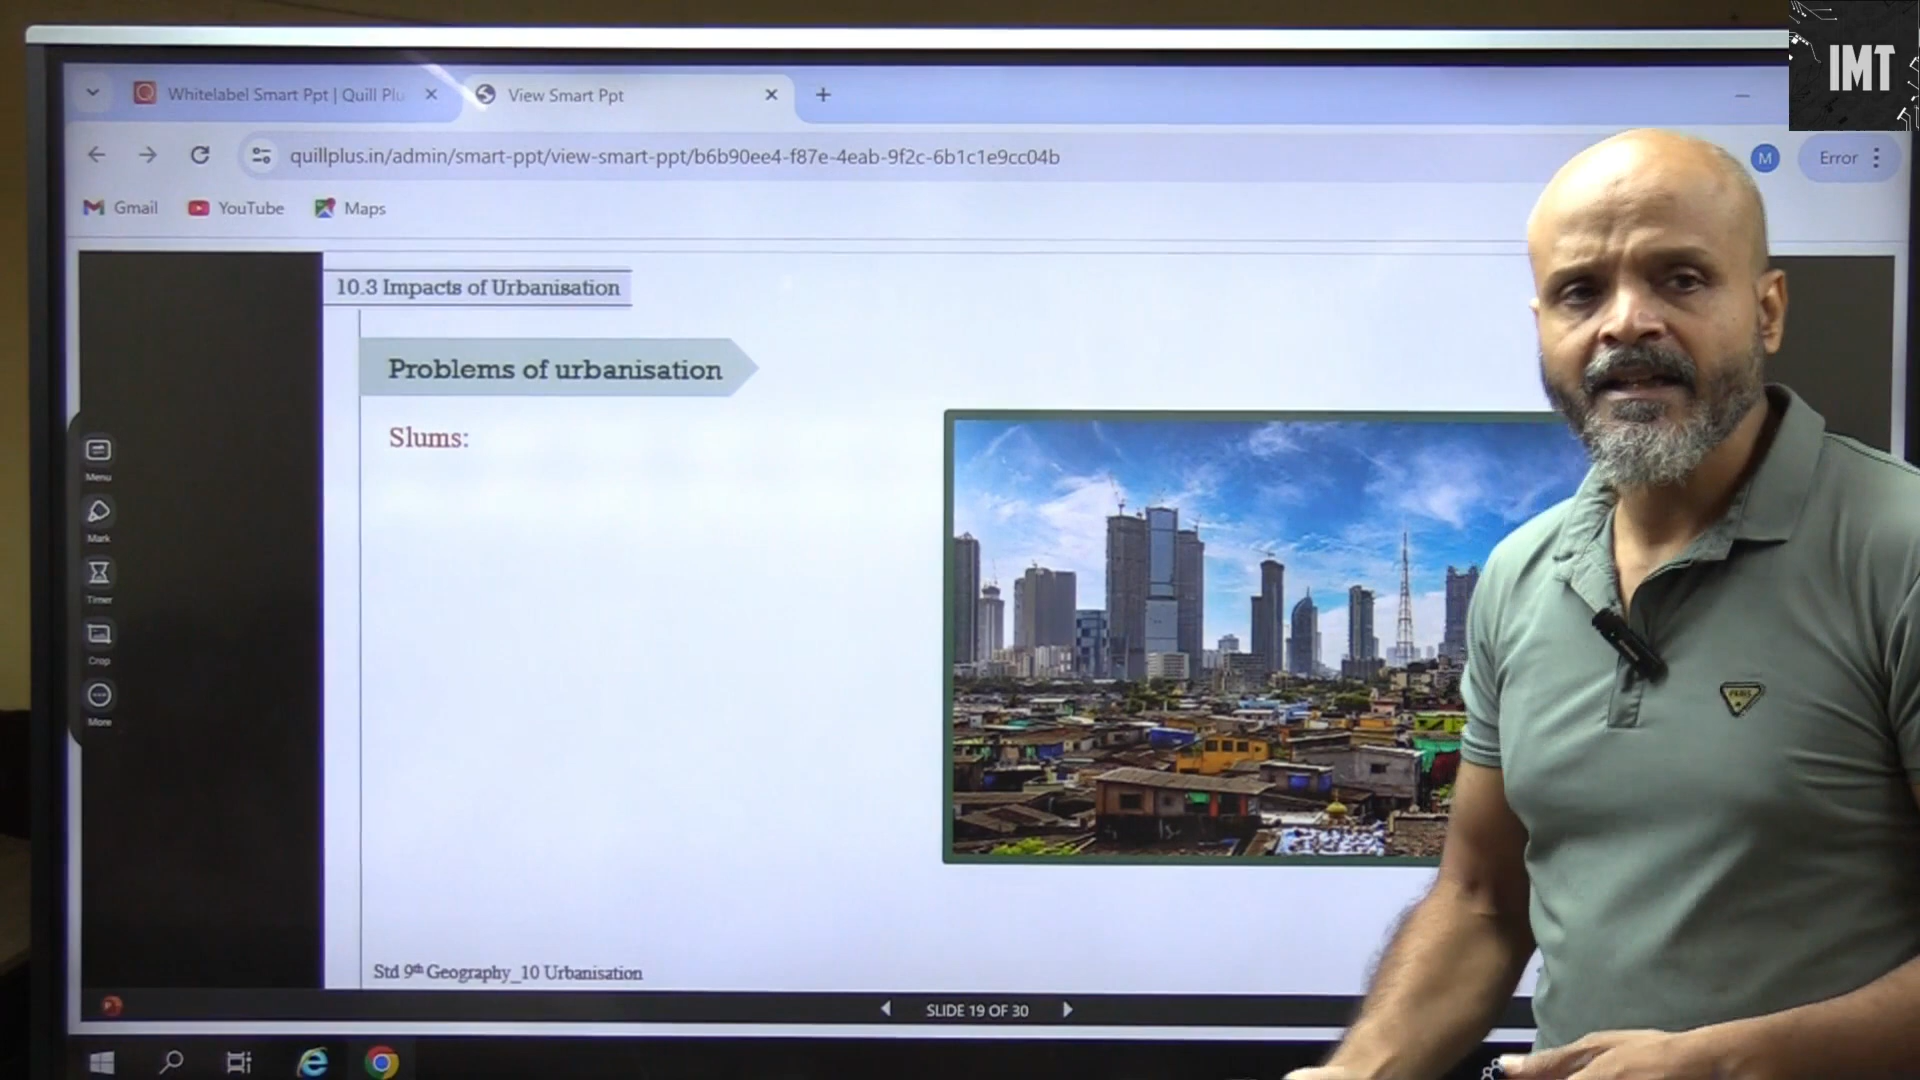 IMT
Whitelabel Smart Ppt | Quill Plu
View Smart Ppt
quillplus.in/admin/smart-ppt/view-smart-ppt/b6b90ee4-f87e-4eab-9f2c-6b1c1e9cc04b
M
Error
Gmail
YouTube
Maps
10.3 Impacts of Urbanisation
Problems of urbanisation
Slums:
Menu
Mark
Timer
Crop
More
Std 9th Geography_10 Urbanisation
SLIDE 19 OF 30